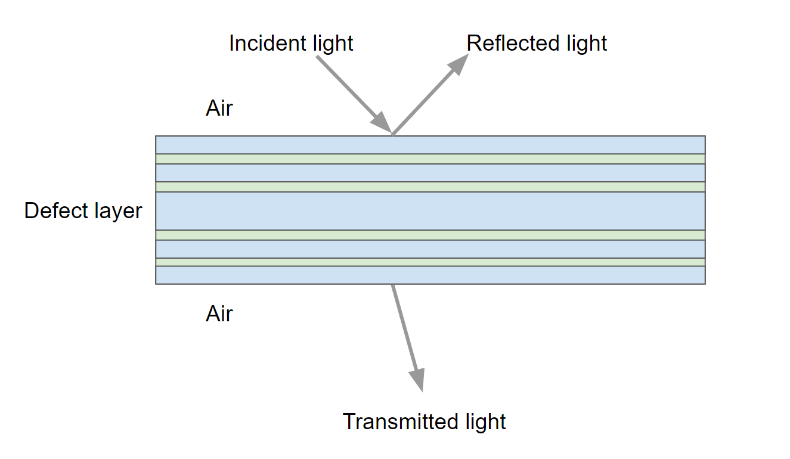 Incident light
Reflected light
Air
Defect layer
Air
Transmitted light